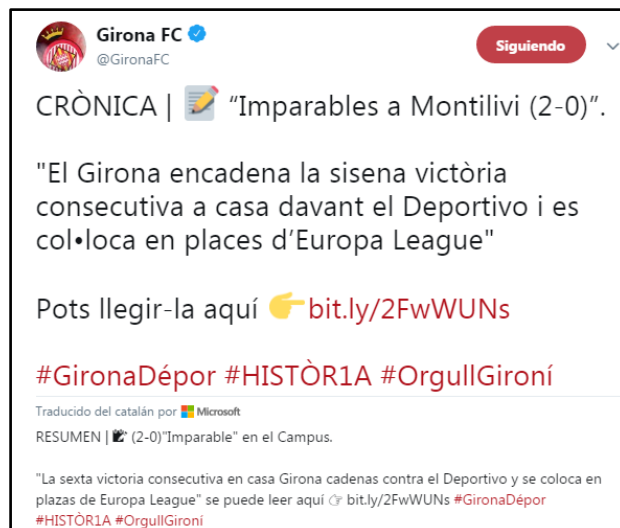 Girona FC
@GironaFC
Siguiendo
CRÒNICA | 📝 “Imparables a Montilivi (2-0)”.
"El Girona encadena la sisena victòria
consecutiva a casa davant el Deportivo i es
col•loca en places d’Europa League"
Pots llegir-la aquí 👉bit.ly/2FwWUNs
#GironaDépor #HISTÒR1A #OrgullGironí
Traducido del catalán por Microsoft
RESUMEN | 📝 (2-0)"Imparable" en el Campus.
"La sexta victoria consecutiva en casa Girona cadenas contra el Deportivo y se coloca en
plazas de Europa League" se puede leer aquí 👉 bit.ly/2FwWUNs #GironaDépor
#HISTÒR1A #OrgullGironí